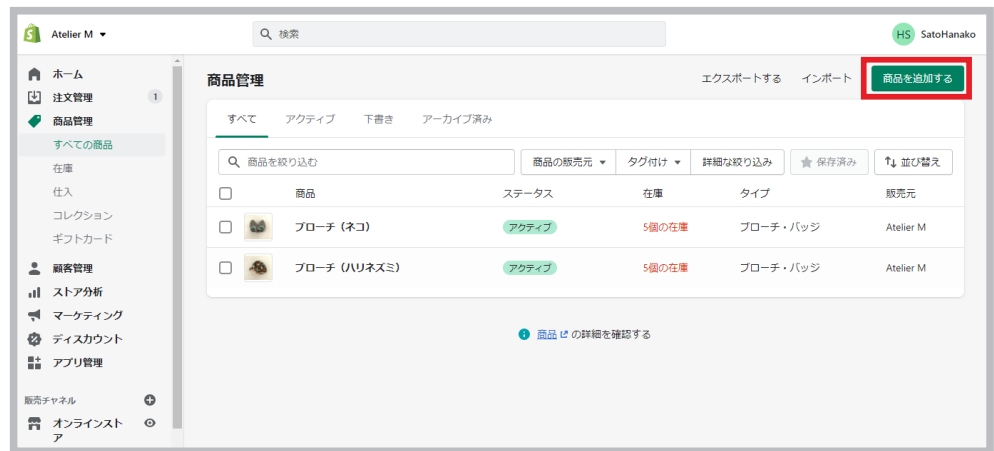 Atelier M
検索
HS SatoHanako
ホーム
注文管理 1
商品管理
すべての商品
在庫
仕入
コレクション
ギフトカード
顧客管理
ストア分析
マーケティング
ディスカウント
アプリ管理
販売チャネル
オンラインスト
ア
商品管理
エクスポートする インポート 商品を追加する
すべて アクティブ 下書き アーカイブ済み
商品を絞り込む 商品の販売元 タグ付け 詳細な絞り込み 保存済み 並び替え
商品 ステータス 在庫 タイプ 販売元
ブローチ（ネコ） アクティブ 5個の在庫 ブローチ・バッジ Atelier M
ブローチ（ハリネズミ） アクティブ 5個の在庫 ブローチ・バッジ Atelier M
商品 の詳細を確認する